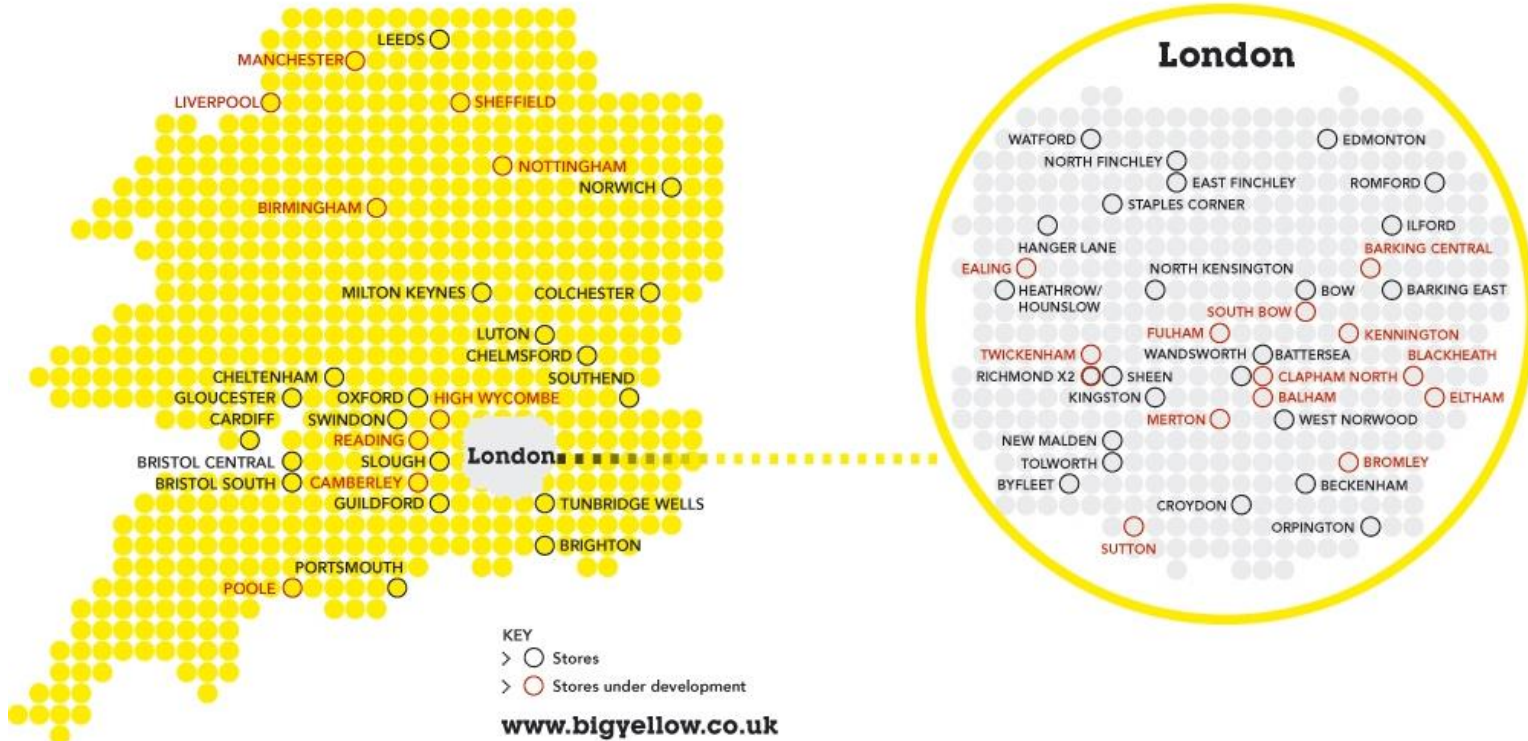 LEEDS
MANCHESTER
LIVERPOOL
SHEFFIELD
NOTTINGHAM
NORWICH
BIRMINGHAM
MILTON KEYNES
COLCHESTER
LUTON
CHELMSFORD
CHELTENHAM
SOUTHEND
GLOUCESTER
OXFORD
HIGH WYCOMBE
CARDIFF
SWINDON
READING
BRISTOL CENTRAL
SLOUGH
London
BRISTOL SOUTH
CAMBERLEY
GUILDFORD
TUNBRIDGE WELLS
BRIGHTON
PORTSMOUTH
POOLE
KEY
> Stores
> Stores under development
www.bigyellow.co.uk
London
WATFORD
EDMONTON
NORTH FINCHLEY
EAST FINCHLEY
ROMFORD
STAPLES CORNER
ILFORD
HANGER LANE
BARKING CENTRAL
EALING
NORTH KENSINGTON
HEATHROW/
HOUNSLOW
BOW
BARKING EAST
SOUTH BOW
FULHAM
KENNINGTON
TWICKENHAM
WANDSWORTH
BATTERSEA
BLACKHEATH
RICHMOND X2
SHEEN
CLAPHAM NORTH
KINGSTON
BALHAM
ELTHAM
MERTON
WEST NORWOOD
NEW MALDEN
TOLWORTH
BROMLEY
BYFLEET
BECKENHAM
CROYDON
ORPINGTON
SUTTON